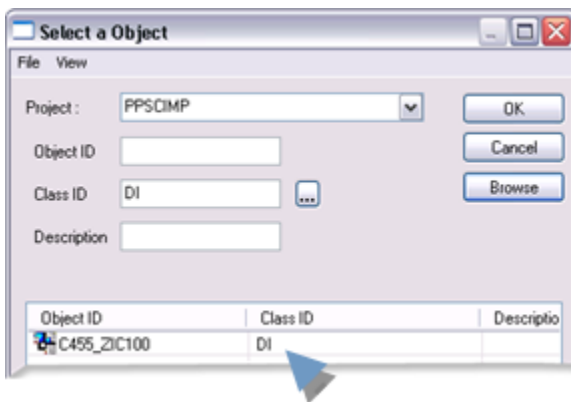 Select a Object
File View
Project : PPSCIMP OK
Object ID Cancel
Class ID DI ... Browse
Description
Object ID Class ID Descriptio
C455_ZIC100 DI